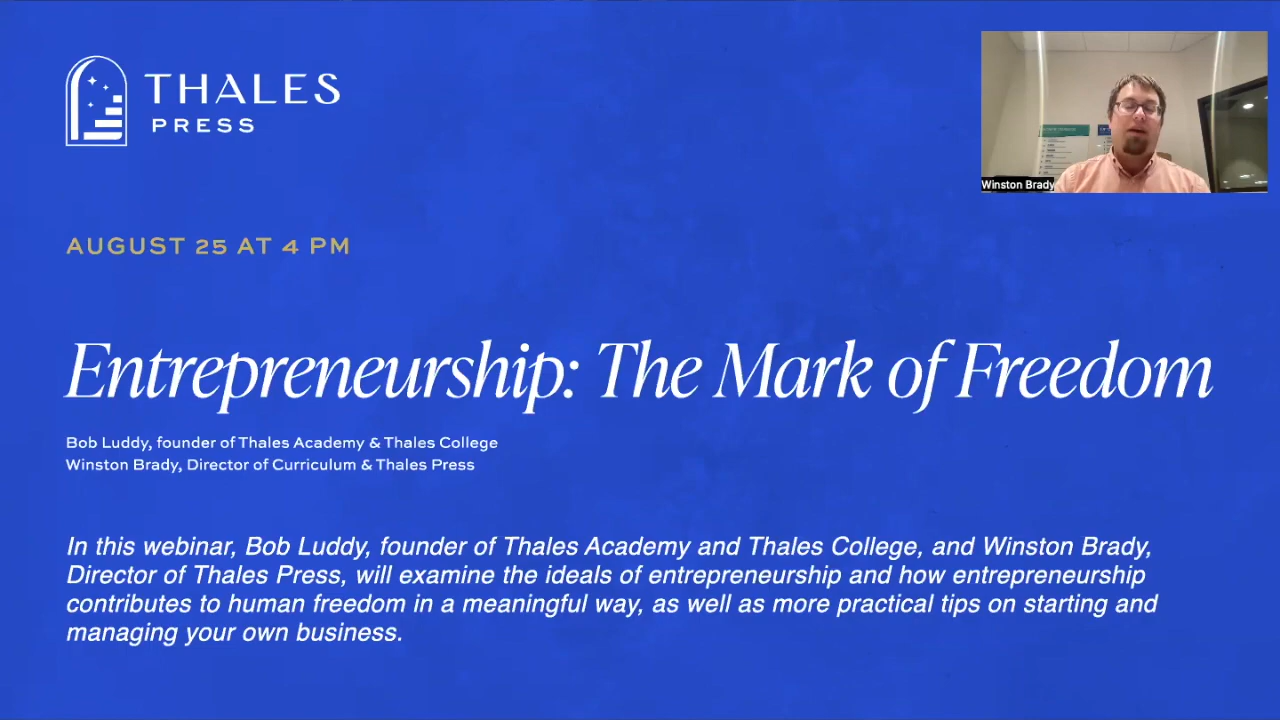 THALES
PRESS
Winston Brady
AUGUST 25 AT 4 PM
Entrepreneurship: The Mark of Freedom
Bob Luddy, founder of Thales Academy & Thales College
Winston Brady, Director of Curriculum & Thales Press
In this webinar, Bob Luddy, founder of Thales Academy and Thales College, and Winston Brady,
Director of Thales Press, will examine the ideals of entrepreneurship and how entrepreneurship
contributes to human freedom in a meaningful way, as well as more practical tips on starting and
managing your own business.